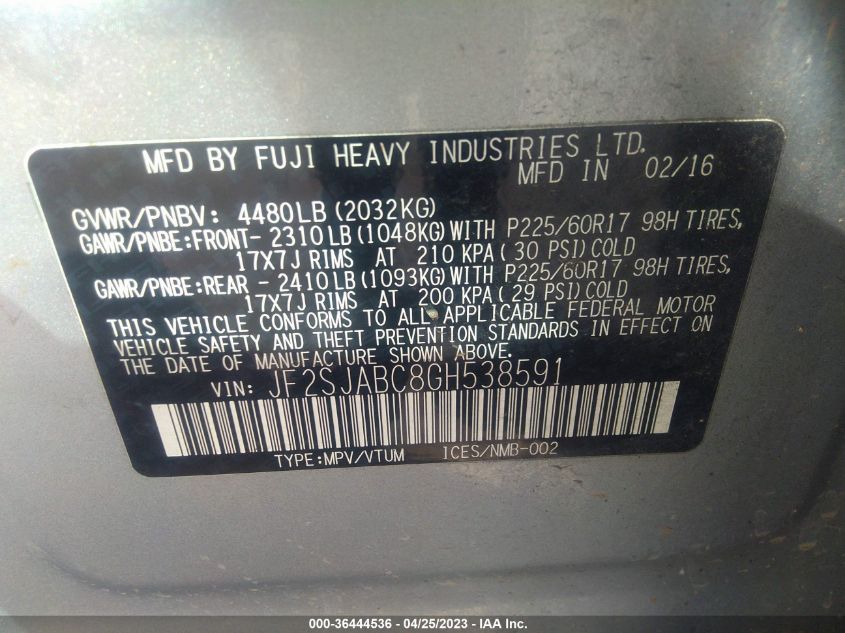 MFD BY FUJI HEAVY INDUSTRIES LTD.
MFD IN 02/16
GVWR/PNBV: 4480LB (2032KG)
GAWR/PNBE:FRONT- 2310LB (1048KG)WITH P225/60R17 98H TIRES,
17X7J RIMS AT 210 KPA( 30 PSI)COLD
GAWR/PNBE:REAR - 2410LB (1093KG)WITH P225/60R17 98H TIRES,
17X7J RIMS AT 200 KPA( 29 PSI)COLD
THIS VEHICLE CONFORMS TO ALL APPLICABLE FEDERAL MOTOR
VEHICLE SAFETY AND THEFT PREVENTION STANDARDS IN EFFECT ON
THE DATE OF MANUFACTURE SHOWN ABOVE.
VIN: JF2SJABC8GH538591
TYPE:MPV/VTUM ICES/NMB-002
000-36444536 - 04/25/2023 - IAA Inc.